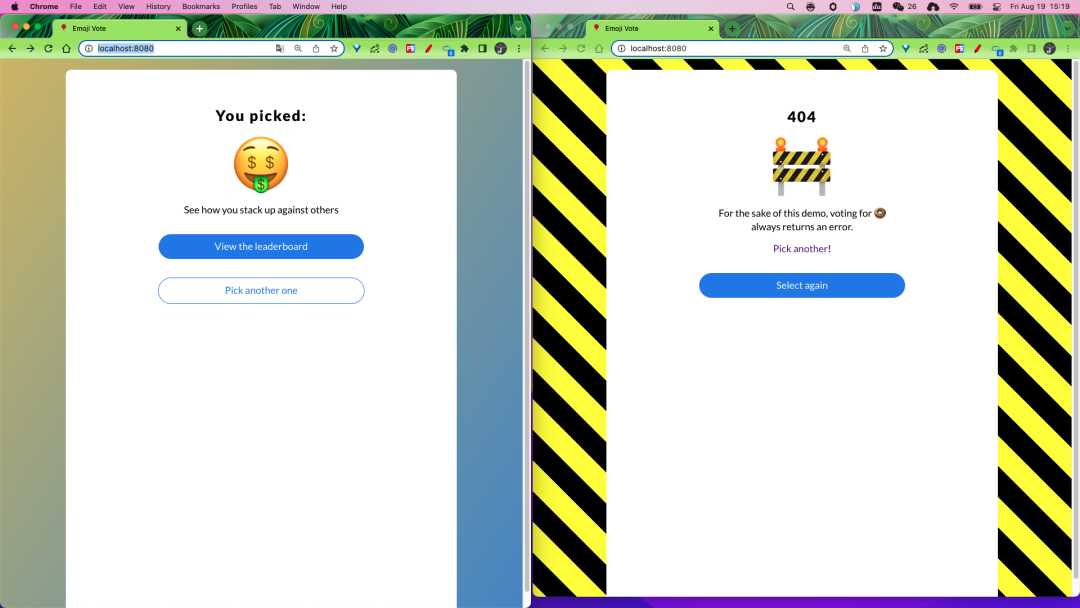 Chrome File Edit View History Bookmarks Profiles Tab Window Help 26 Fri Aug 19 15:19
Emoji Vote
localhost:8080
You picked:
See how you stack up against others
View the leaderboard
Pick another one
Emoji Vote
localhost:8080
404
For the sake of this demo, voting for 🍩
always returns an error.
Pick another!
Select again